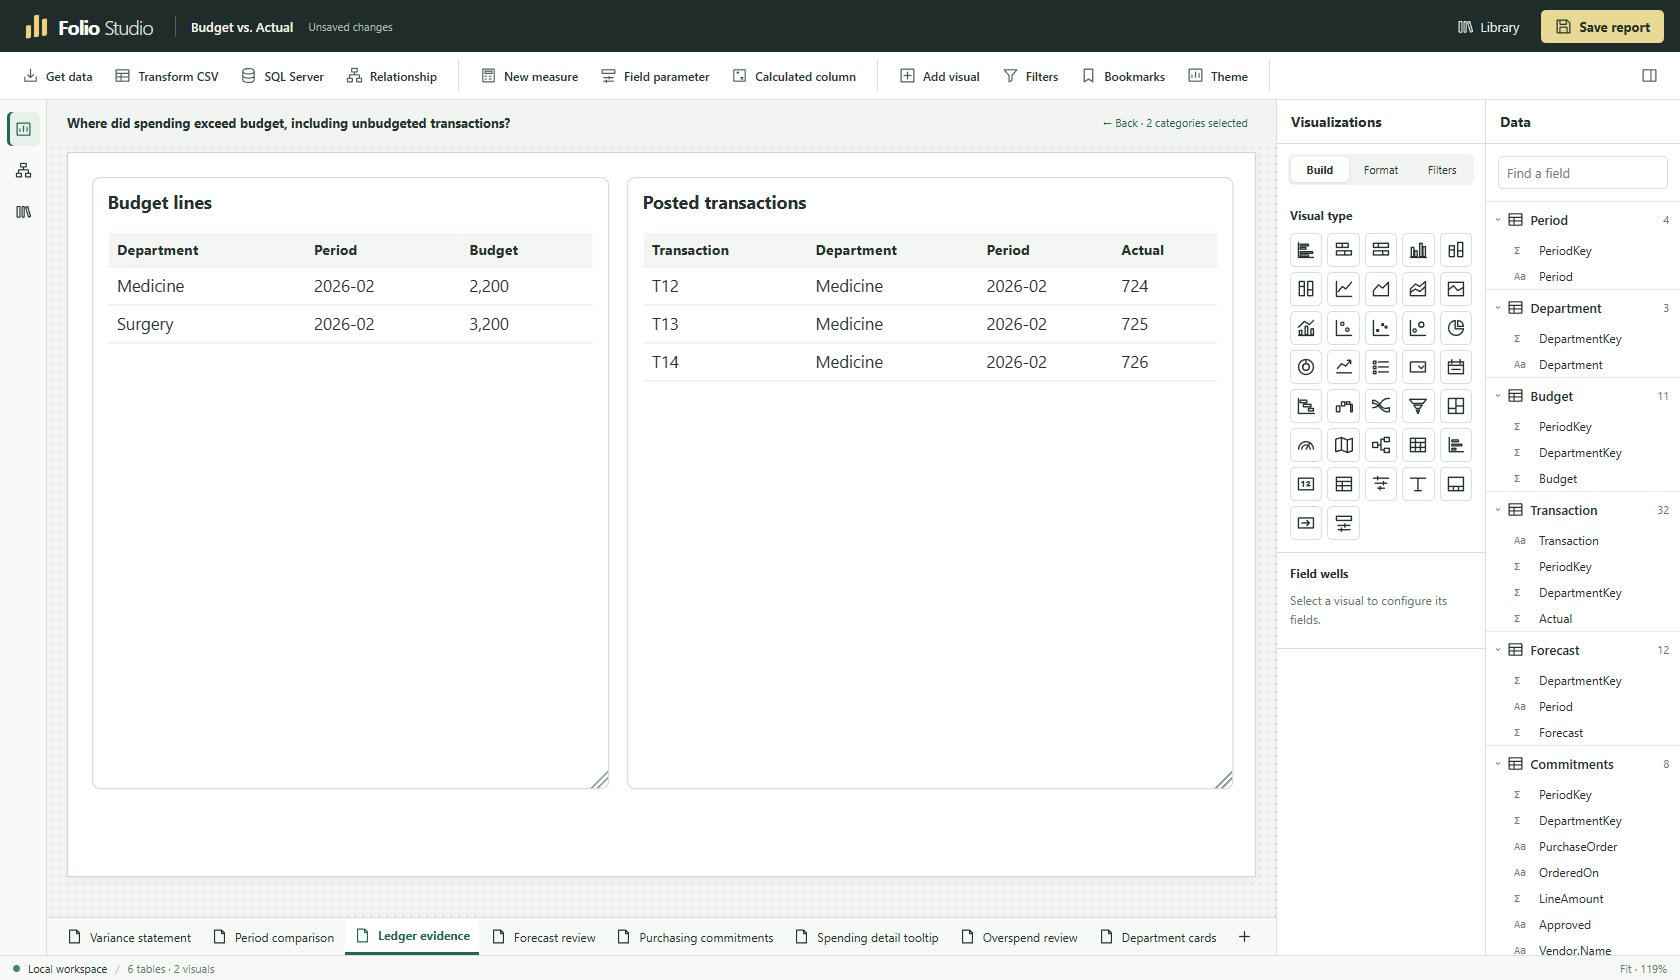 Folio Studio
Budget vs. Actual
Unsaved changes
Library
Save report
Get data
Transform CSV
SQL Server
Relationship
New measure
Field parameter
Calculated column
Add visual
Filters
Bookmarks
Theme
Where did spending exceed budget, including unbudgeted transactions?
← Back · 2 categories selected
Budget lines
Department Period Budget
Medicine 2026-02 2,200
Surgery 2026-02 3,200
Posted transactions
Transaction Department Period Actual
T12 Medicine 2026-02 724
T13 Medicine 2026-02 725
T14 Medicine 2026-02 726
Visualizations
Build Format Filters
Visual type
Field wells
Select a visual to configure its
fields.
Data
Find a field
Period 4
Σ PeriodKey
Aa Period
Department 3
Σ DepartmentKey
Aa Department
Budget 11
Σ PeriodKey
Σ DepartmentKey
Σ Budget
Transaction 32
Aa Transaction
Σ PeriodKey
Σ DepartmentKey
Σ Actual
Forecast 12
Σ DepartmentKey
Aa Period
Σ Forecast
Commitments 8
Σ PeriodKey
Σ DepartmentKey
Aa PurchaseOrder
Aa OrderedOn
Σ LineAmount
Aa Approved
Aa Vendor.Name
Variance statement
Period comparison
Ledger evidence
Forecast review
Purchasing commitments
Spending detail tooltip
Overspend review
Department cards
Local workspace / 6 tables · 2 visuals
Fit · 119%